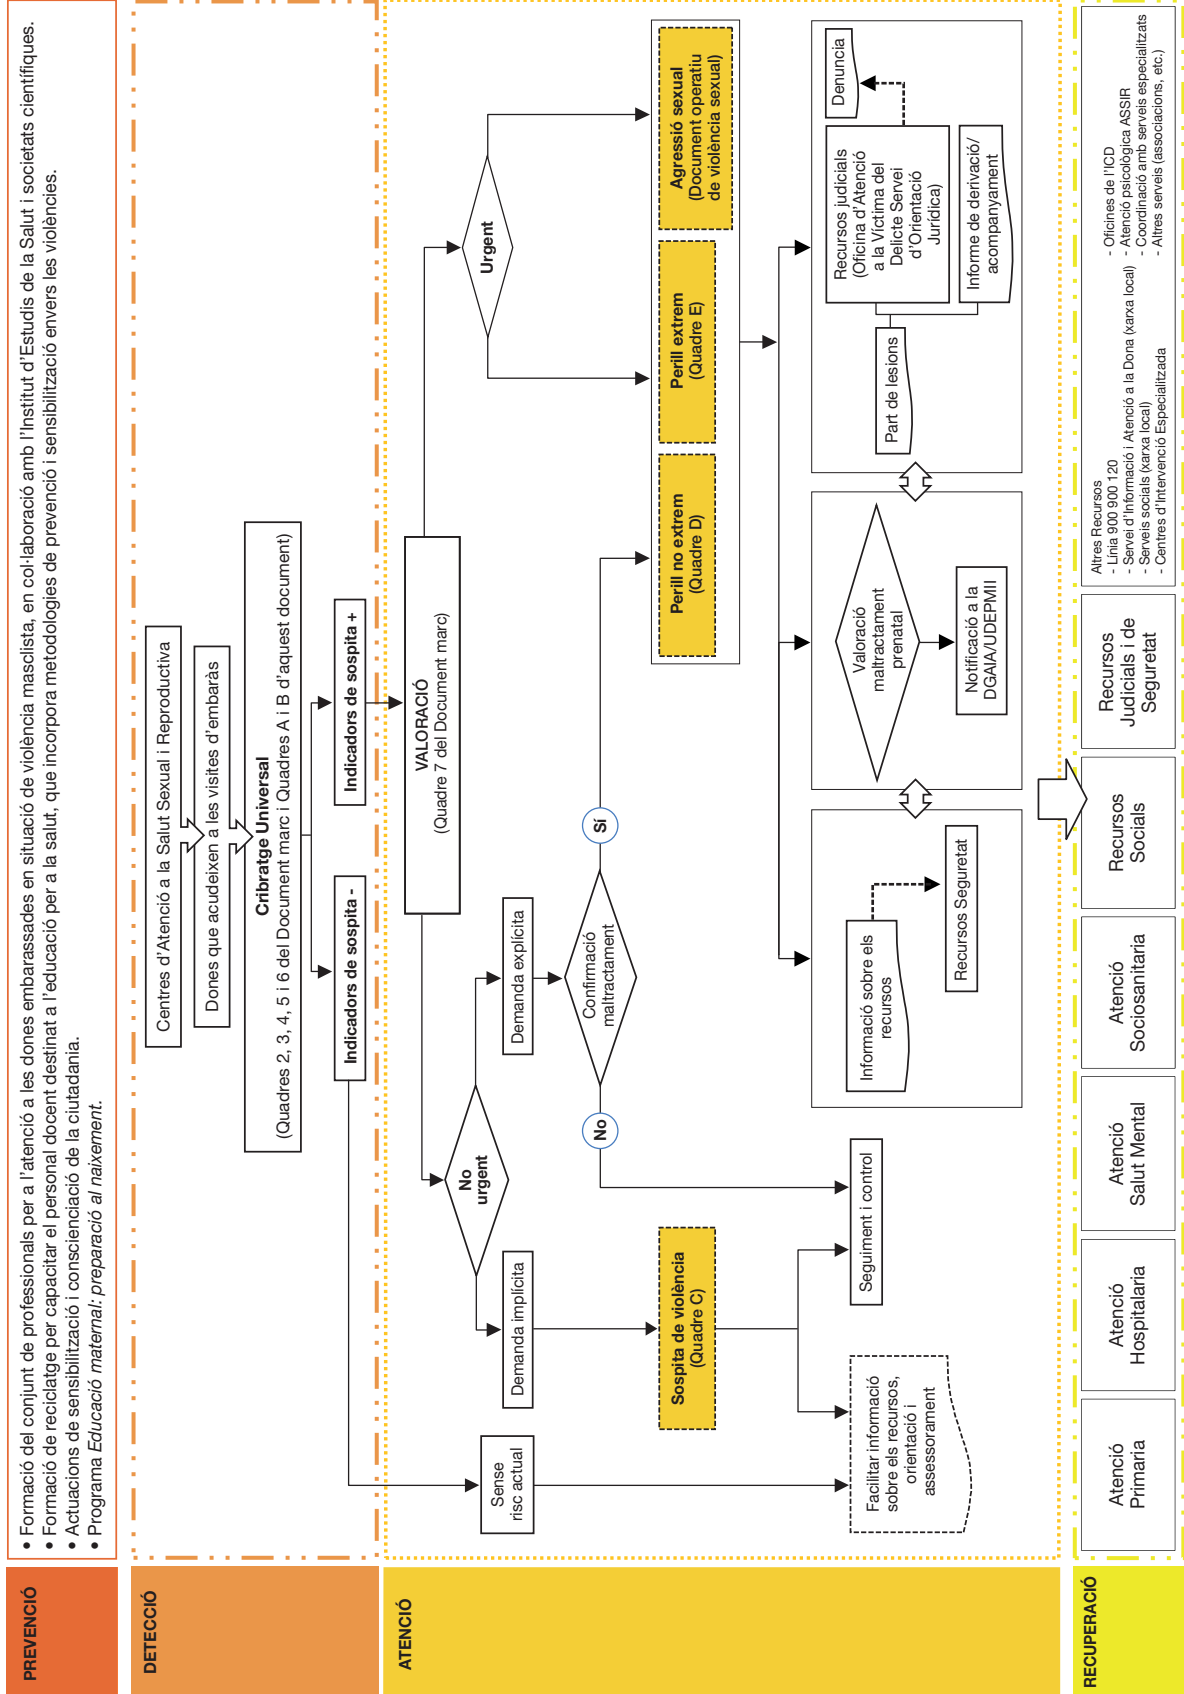 PREVENCIÓ
• Formació del conjunt de professionals per a l'atenció a les dones embarassades en situació de violència masclista, en col·laboració amb l'Institut d'Estudis de la Salut i societats científiques.
• Formació de reciclatge per capacitar el personal docent destinat a l'educació per a la salut, que incorpora metodologies de prevenció i sensibilització envers les violències.
• Actuacions de sensibilització i conscienciació de la ciutadania.
• Programa Educació maternal: preparació al naixement.
DETECCIÓ
Centres d'Atenció a la Salut Sexual i Reproductiva
Dones que acudeixen a les visites d'embaràs
Cribratge Universal
(Quadres 2, 3, 4, 5 i 6 del Document marc i Quadres A i B d'aquest document)
Indicadors de sospita -
Indicadors de sospita +
ATENCIÓ
VALORACIÓ
(Quadre 7 del Document marc)
No
urgent
Urgent
Sense
risc actual
Demanda implícita
Demanda explícita
Confirmació
maltractament
No
Sí
Sospita de violència
(Quadre C)
Perill no extrem
(Quadre D)
Perill extrem
(Quadre E)
Agressió sexual
(Document operatiu
de violència sexual)
Facilitar informació
sobre els recursos,
orientació i
assessorament
Seguiment i control
Informació sobre els
recursos
Recursos Seguretat
Valoració
maltractament
prenatal
Notificació a la
DGAIA/UDEPMII
Part de lesions
Recursos judicials
(Oficina d'Atenció
a la Víctima del
Delicte Servei
d'Orientació
Jurídica)
Denuncia
Informe de derivació/
acompanyament
RECUPERACIÓ
Atenció
Primaria
Atenció
Hospitalaria
Atenció
Salut Mental
Atenció
Sociosanitaria
Recursos
Socials
Recursos
Judicials i de
Seguretat
Altres Recursos
- Línia 900 900 120
- Servei d'Informació i Atenció a la Dona (xarxa local)
- Serveis socials (xarxa local)
- Centres d'Intervenció Especialitzada
- Oficines de l'ICD
- Atenció psicològica ASSIR
- Coordinació amb serveis especialitzats
- Altres serveis (associacions, etc.)